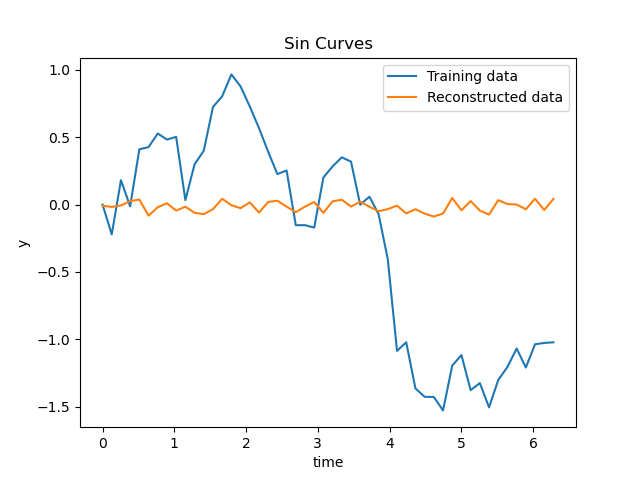 Sin Curves
Training data
Reconstructed data
1.0
0.5
0.0
−0.5
−1.0
−1.5
y
0 1 2 3 4 5 6
time